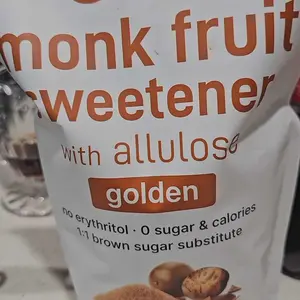 monk fruit
sweetener
with allulose
golden
no erythritol · 0 sugar & calories
1:1 brown sugar substitute